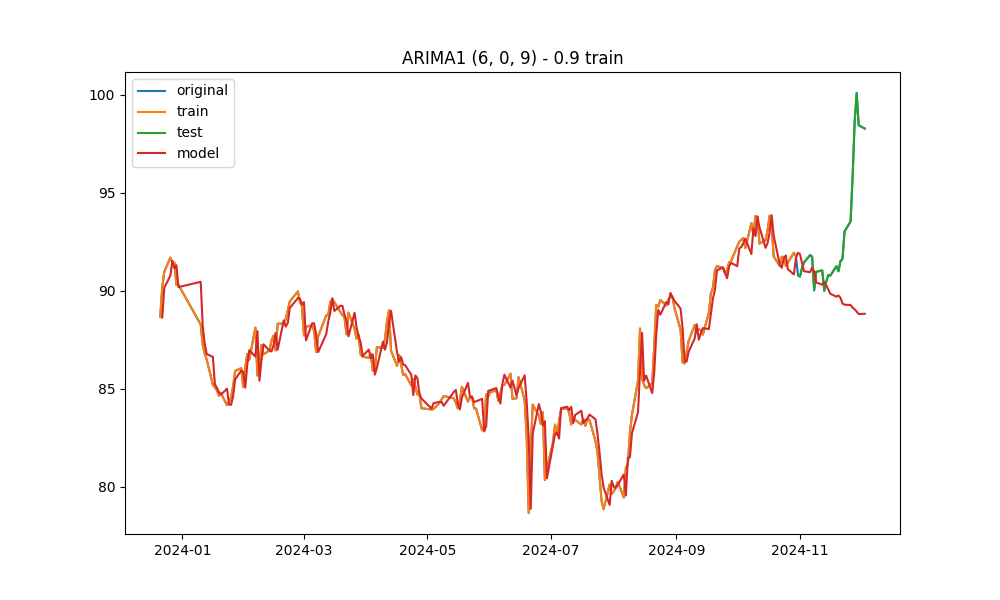 ARIMA1 (6, 0, 9) - 0.9 train
original
train
test
model
100
95
90
85
80
2024-01
2024-03
2024-05
2024-07
2024-09
2024-11